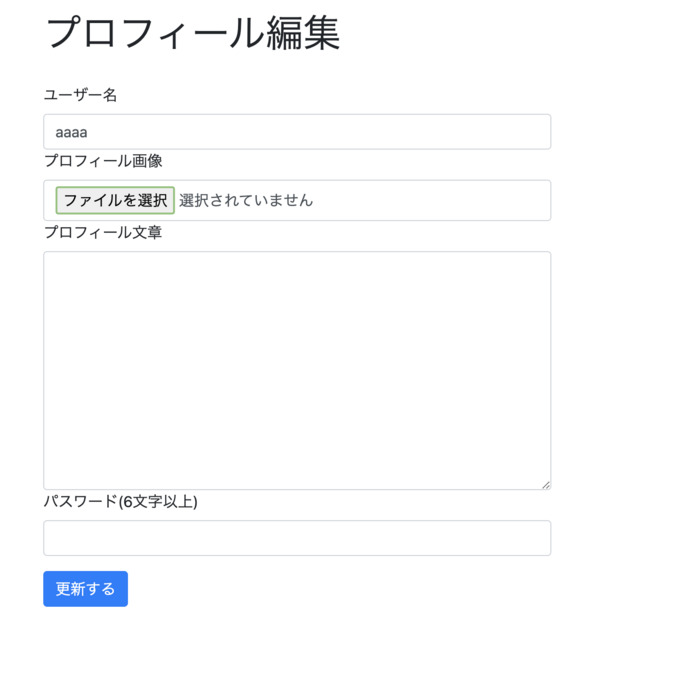 プロフィール編集
ユーザー名
aaaa
プロフィール画像
ファイルを選択 選択されていません
プロフィール文章
パスワード(6文字以上)
更新する